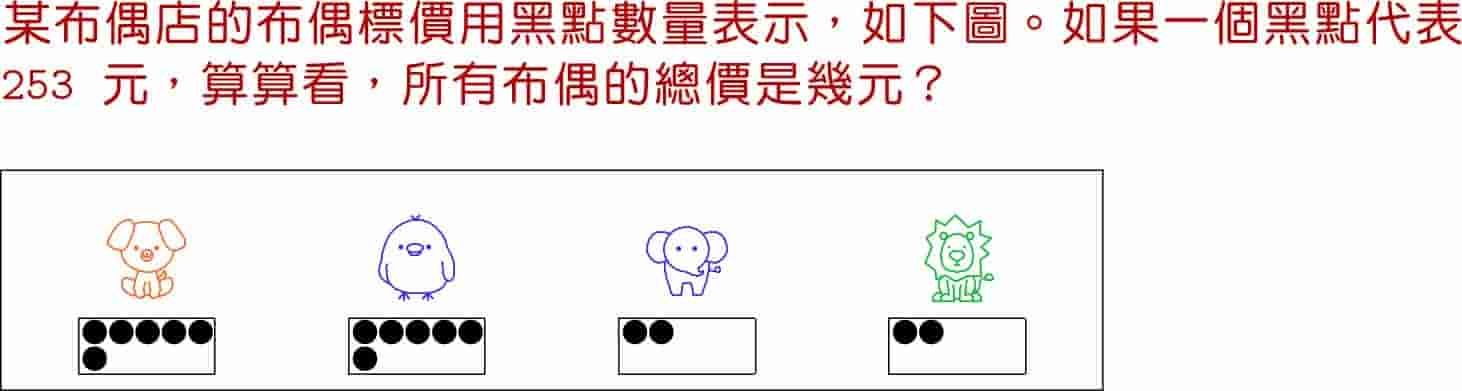 某布偶店的布偶標價用黑點數量表示，如下圖。如果一個黑點代表
253 元，算算看，所有布偶的總價是幾元？